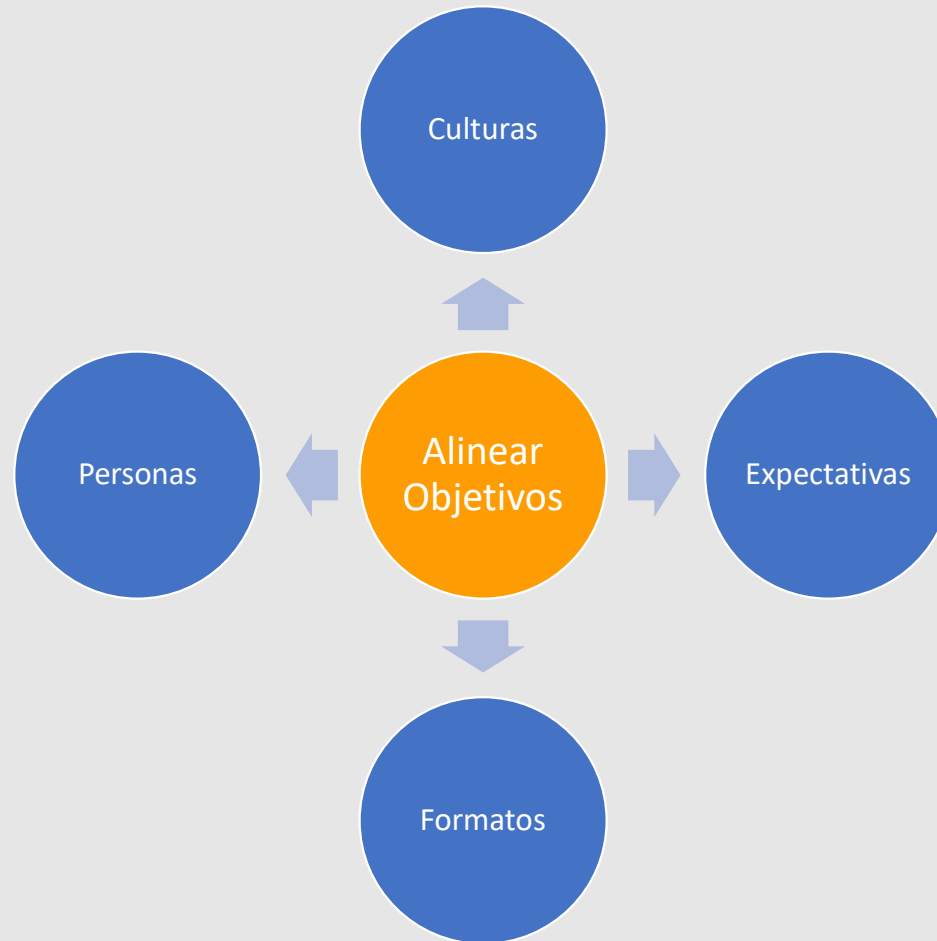 Culturas
Personas
Alinear
Objetivos
Expectativas
Formatos